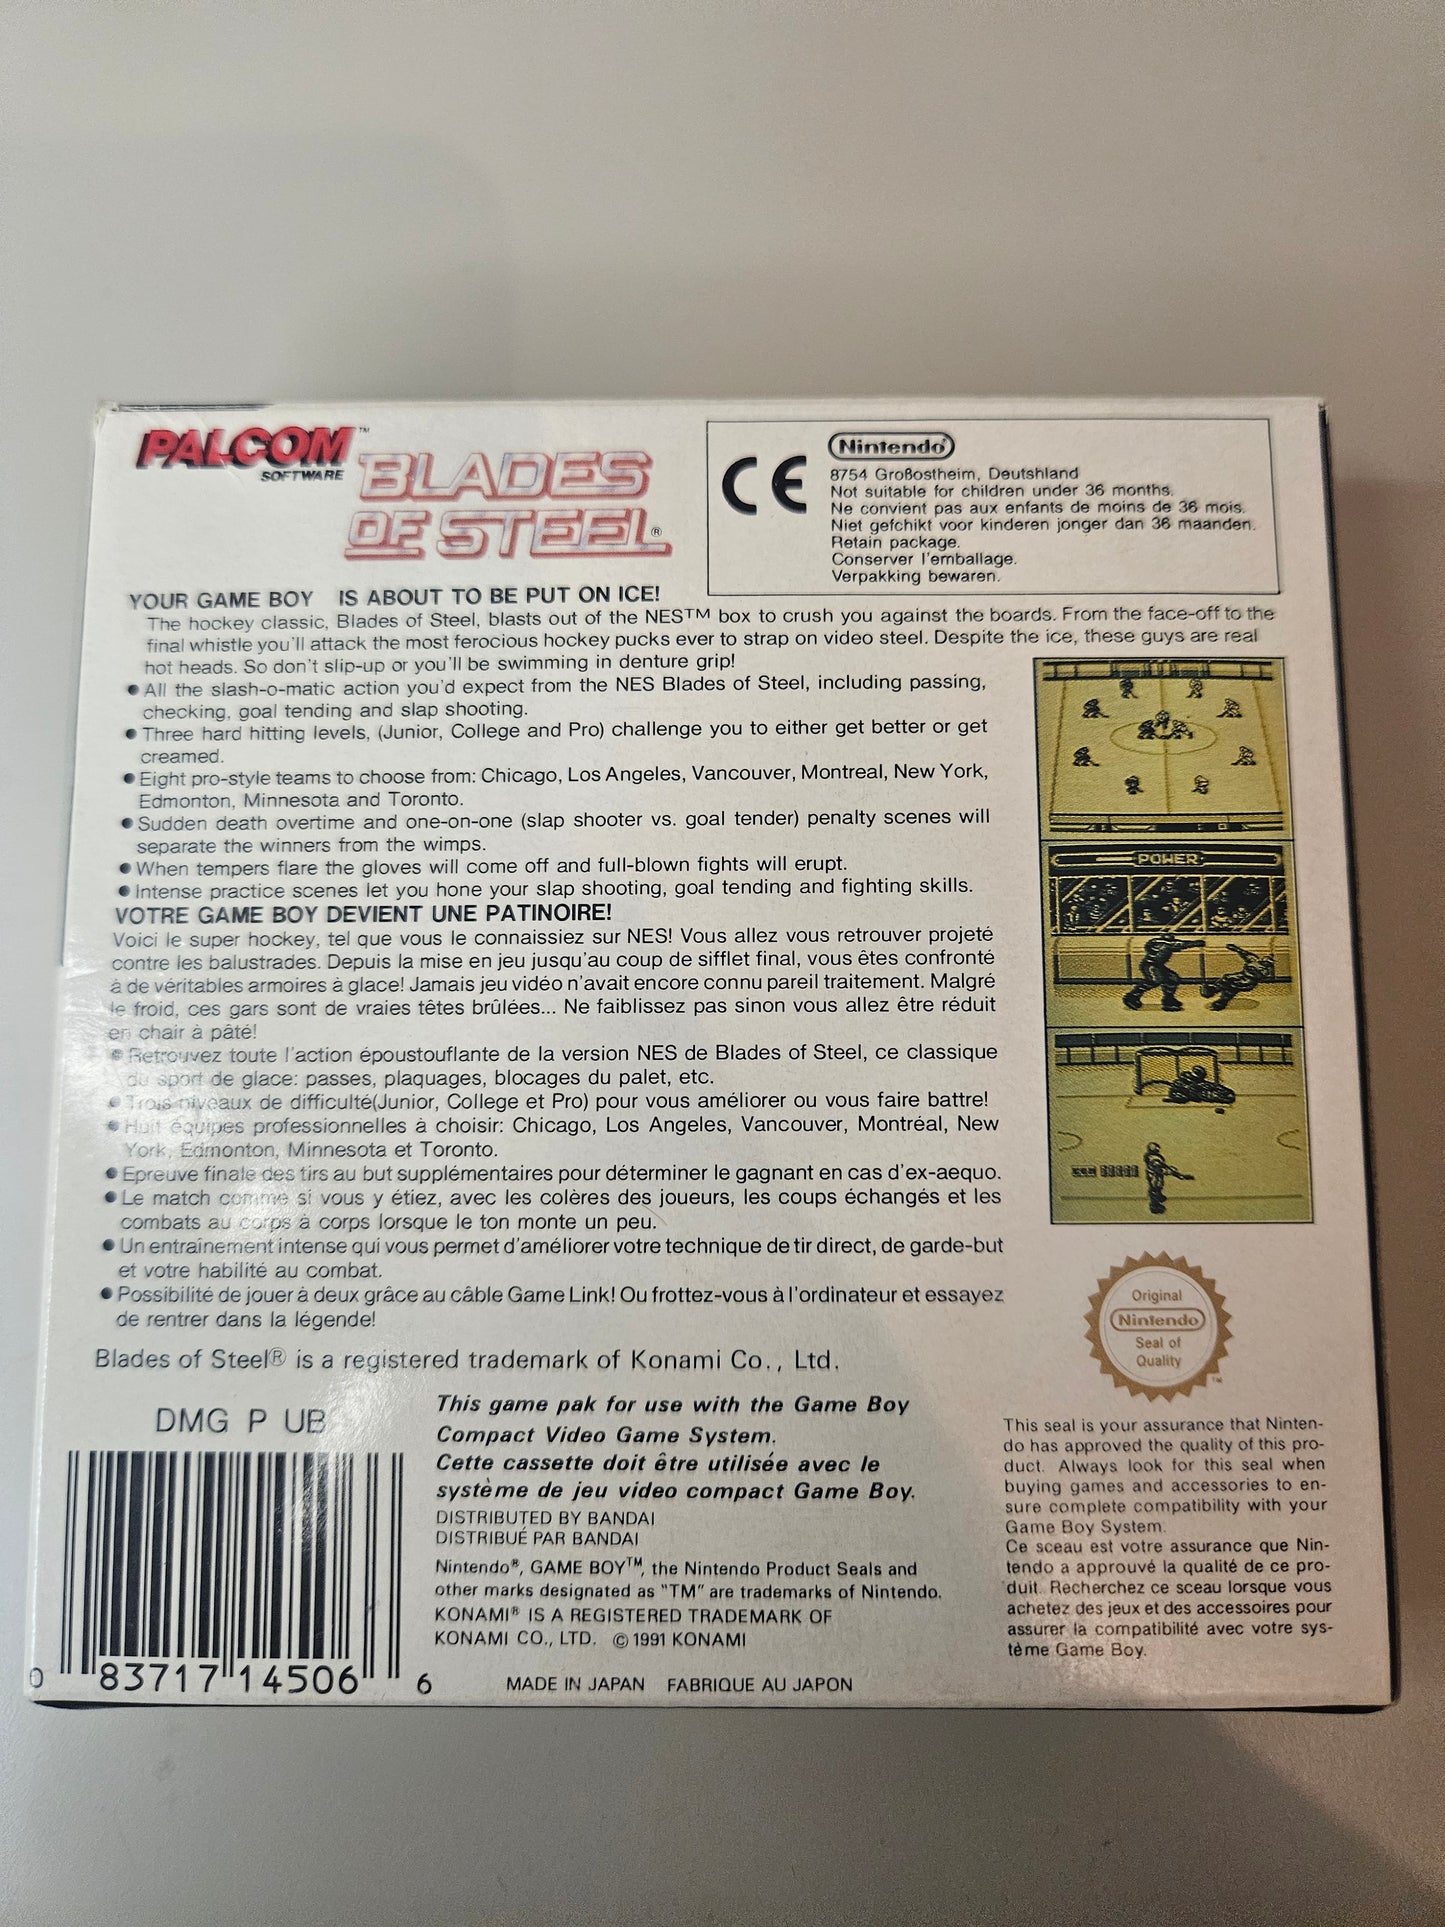 PALCOM™
SOFTWARE
BLADES
OF STEEL®
CE
Nintendo®
8754 Großostheim, Deutshland
Not suitable for children under 36 months.
Ne convient pas aux enfants de moins de 36 mois.
Niet gefchikt voor kinderen jonger dan 36 maanden.
Retain package.
Conserver l'emballage.
Verpakking bewaren.
YOUR GAME BOY IS ABOUT TO BE PUT ON ICE!
The hockey classic, Blades of Steel, blasts out of the NES™ box to crush you against the boards. From the face-off to the
final whistle you'll attack the most ferocious hockey pucks ever to strap on video steel. Despite the ice, these guys are real
hot heads. So don't slip-up or you'll be swimming in denture grip!
● All the slash-o-matic action you'd expect from the NES Blades of Steel, including passing,
checking, goal tending and slap shooting.
● Three hard hitting levels, (Junior, College and Pro) challenge you to either get better or get
creamed.
● Eight pro-style teams to choose from: Chicago, Los Angeles, Vancouver, Montreal, New York,
Edmonton, Minnesota and Toronto.
● Sudden death overtime and one-on-one (slap shooter vs. goal tender) penalty scenes will
separate the winners from the wimps.
● When tempers flare the gloves will come off and full-blown fights will erupt.
● Intense practice scenes let you hone your slap shooting, goal tending and fighting skills.
VOTRE GAME BOY DEVIENT UNE PATINOIRE!
Voici le super hockey, tel que vous le connaissiez sur NES! Vous allez vous retrouver projeté
contre les balustrades. Depuis la mise en jeu jusqu'au coup de sifflet final, vous êtes confronté
à de véritables armoires à glace! Jamais jeu vidéo n'avait encore connu pareil traitement. Malgré
le froid, ces gars sont de vraies têtes brûlées... Ne faiblissez pas sinon vous allez être réduit
en chair à pâté!
● Retrouvez toute l'action époustouflante de la version NES de Blades of Steel, ce classique
du sport de glace: passes, plaquages, blocages du palet, etc.
● Trois niveaux de difficulté(Junior, College et Pro) pour vous améliorer ou vous faire battre!
● Huit équipes professionnelles à choisir: Chicago, Los Angeles, Vancouver, Montréal, New
York, Edmonton, Minnesota et Toronto.
● Epreuve finale des tirs au but supplémentaires pour déterminer le gagnant en cas d'ex-aequo.
● Le match comme si vous y étiez, avec les colères des joueurs, les coups échangés et les
combats au corps à corps lorsque le ton monte un peu.
● Un entraînement intense qui vous permet d'améliorer votre technique de tir direct, de garde-but
et votre habilité au combat.
● Possibilité de jouer à deux grâce au câble Game Link! Ou frottez-vous à l'ordinateur et essayez
de rentrer dans la légende!
POWER
Original
Nintendo
Seal of
Quality™
Blades of Steel® is a registered trademark of Konami Co., Ltd.
DMG P UB
0 83717 14506 6
This game pak for use with the Game Boy
Compact Video Game System.
Cette cassette doit être utilisée avec le
système de jeu video compact Game Boy.
DISTRIBUTED BY BANDAI
DISTRIBUÉ PAR BANDAI
Nintendo®, GAME BOY™, the Nintendo Product Seals and
other marks designated as "TM" are trademarks of Nintendo.
KONAMI® IS A REGISTERED TRADEMARK OF
KONAMI CO., LTD. © 1991 KONAMI
MADE IN JAPAN FABRIQUE AU JAPON
This seal is your assurance that Ninten-
do has approved the quality of this pro-
duct. Always look for this seal when
buying games and accessories to en-
sure complete compatibility with your
Game Boy System.
Ce sceau est votre assurance que Nin-
tendo a approuvé la qualité de ce pro-
duit. Recherchez ce sceau lorsque vous
achetez des jeux et des accessoires pour
assurer la compatibilité avec votre sys-
tème Game Boy.